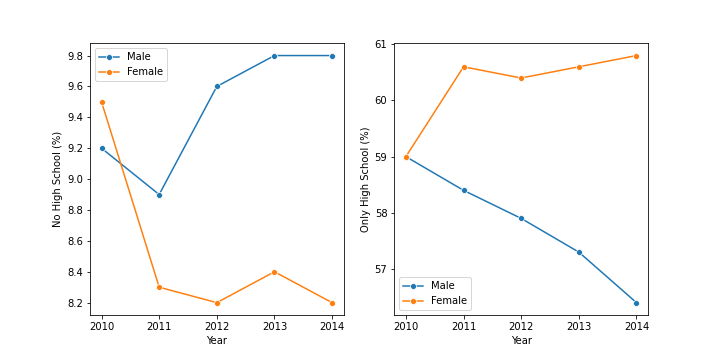 No High School (%)
9.8
9.6
9.4
9.2
9.0
8.8
8.6
8.4
8.2
Male
Female
2010 2011 2012 2013 2014
Year
Only High School (%)
61
60
59
58
57
Male
Female
2010 2011 2012 2013 2014
Year